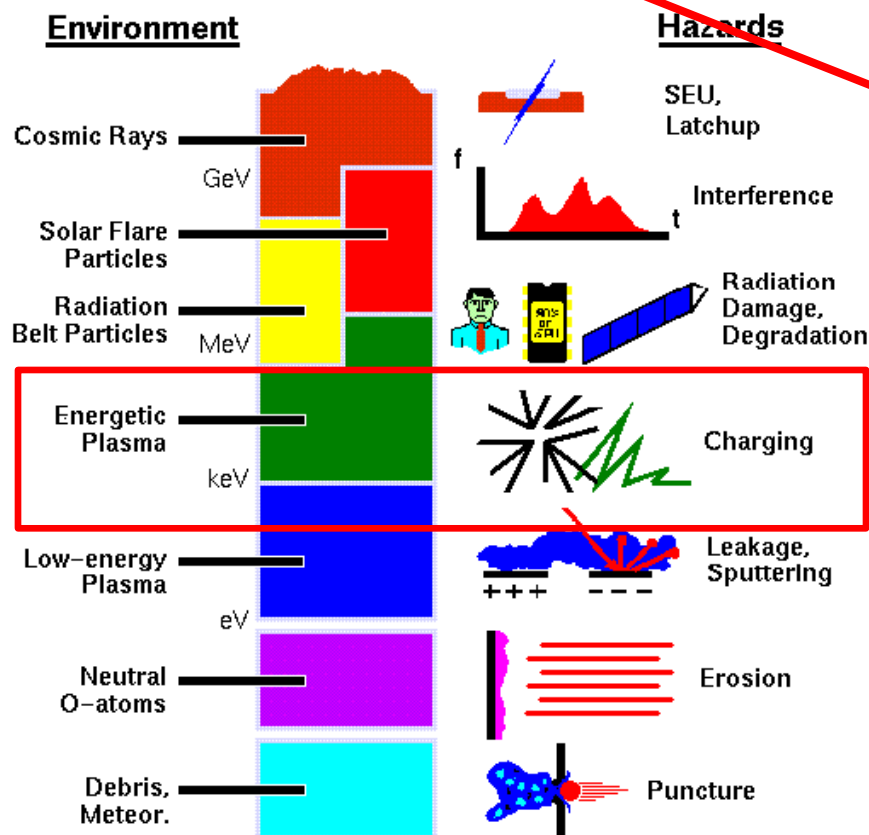 Environment
Hazards
Cosmic Rays
GeV
SEU,
Latchup
f
t
Interference
Solar Flare
Particles
Radiation
Belt Particles
MeV
Radiation
Damage,
Degradation
Energetic
Plasma
keV
Charging
Low-energy
Plasma
eV
Leakage,
Sputtering
+ + +
- - -
Neutral
O-atoms
Erosion
Debris,
Meteor.
Puncture